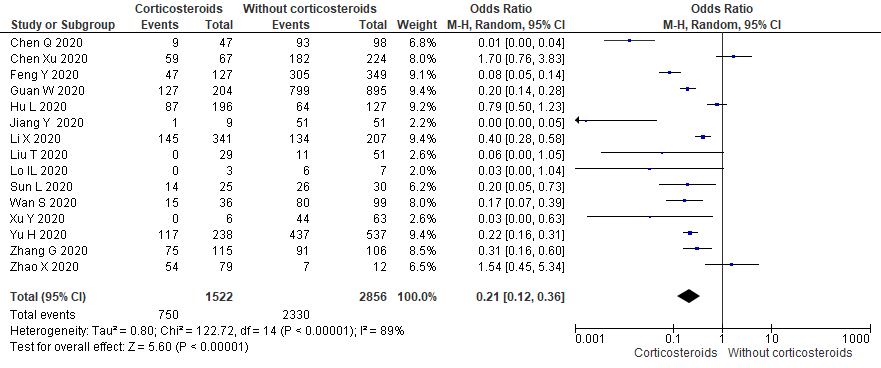 Corticosteroids Without corticosteroids Odds Ratio Odds Ratio
Study or Subgroup Events Total Events Total Weight M-H, Random, 95% CI M-H, Random, 95% CI
Chen Q 2020 9 47 93 98 6.8% 0.01 [0.00, 0.04]
Chen Xu 2020 59 67 182 224 8.0% 1.70 [0.76, 3.83]
Feng Y 2020 47 127 305 349 9.1% 0.08 [0.05, 0.14]
Guan W 2020 127 204 799 895 9.4% 0.20 [0.14, 0.28]
Hu L 2020 87 196 64 127 9.1% 0.79 [0.50, 1.23]
Jiang Y 2020 1 9 51 51 2.1% 0.00 [0.00, 0.05]
Li X 2020 145 341 134 207 9.4% 0.40 [0.28, 0.58]
Liu T 2020 0 29 11 51 2.6% 0.06 [0.00, 1.05]
Lo IL 2020 0 3 6 7 1.8% 0.03 [0.00, 1.04]
Sun L 2020 14 25 26 30 6.2% 0.20 [0.05, 0.73]
Wan S 2020 15 36 80 99 7.9% 0.17 [0.07, 0.39]
Xu Y 2020 0 6 44 63 2.5% 0.03 [0.00, 0.63]
Yu H 2020 117 238 437 537 9.4% 0.22 [0.16, 0.31]
Zhang G 2020 75 115 91 106 8.5% 0.31 [0.16, 0.60]
Zhao X 2020 54 79 7 12 6.5% 1.54 [0.45, 5.34]
Total (95% CI) 1522 2856 100.0% 0.21 [0.12, 0.36]
Total events 750 2330
Heterogeneity: Tau² = 0.80; Chi² = 122.72, df = 14 (P < 0.00001); I² = 89%
Test for overall effect: Z = 5.60 (P < 0.00001)
0.001 0.1 1 10 1000
Corticosteroids Without corticosteroids